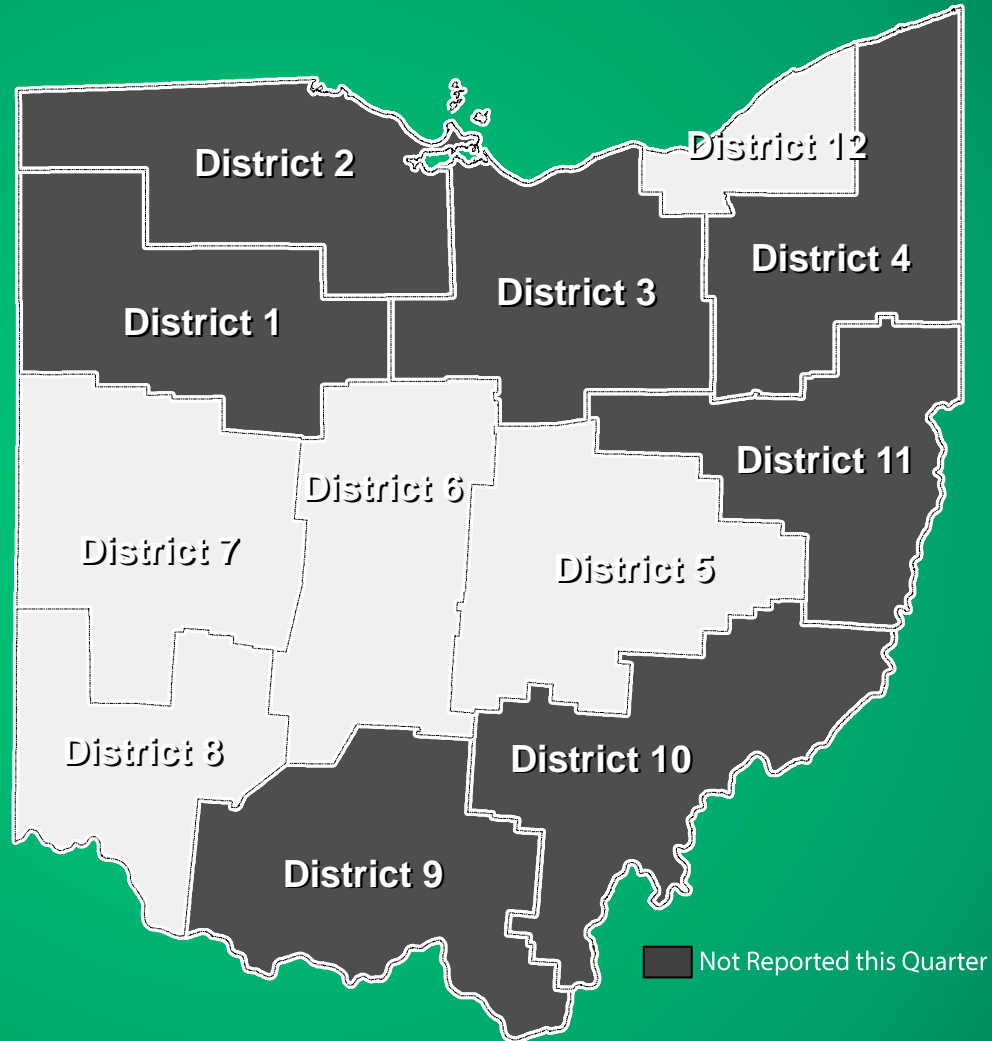 District 12
District 2
District 4
District 3
District 1
District 11
District 6
District 7
District 5
District 8
District 10
District 9
Not Reported this Quarter